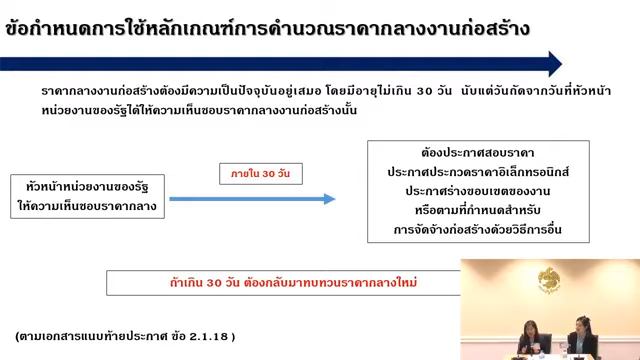 ข้อกำหนดการใช้หลักเกณฑ์การคำนวณราคากลางงานก่อสร้าง
ราคากลางงานก่อสร้างต้องมีความเป็นปัจจุบันอยู่เสมอ โดยมีอายุไม่เกิน 30 วัน นับแต่วันถัดจากวันที่หัวหน้า
หน่วยงานของรัฐได้ให้ความเห็นชอบราคากลางงานก่อสร้างนั้น
หัวหน้าหน่วยงานของรัฐ
ให้ความเห็นชอบราคากลาง
ภายใน 30 วัน
ต้องประกาศสอบราคา
ประกาศประกวดราคาอิเล็กทรอนิกส์
ประกาศร่างขอบเขตของงาน
หรือตามที่กำหนดสำหรับ
การจัดจ้างก่อสร้างด้วยวิธีการอื่น
ถ้าเกิน 30 วัน ต้องกลับมาทบทวนราคากลางใหม่
(ตามเอกสารแนบท้ายประกาศ ข้อ 2.1.18 )